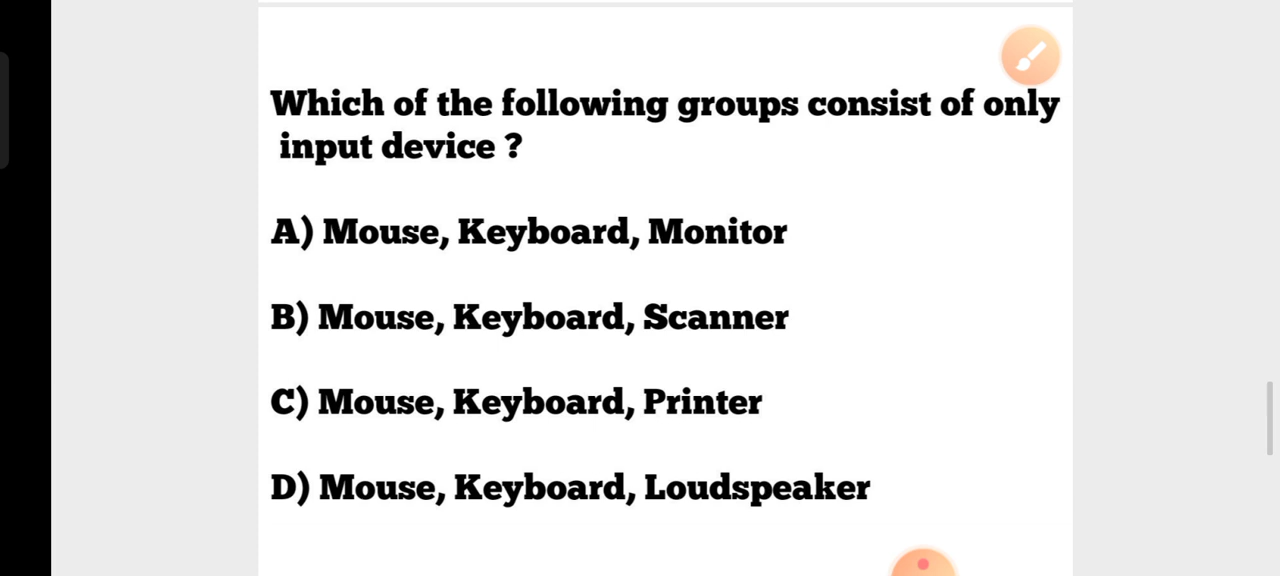 Which of the following groups consist of only
input device ?
A) Mouse, Keyboard, Monitor
B) Mouse, Keyboard, Scanner
C) Mouse, Keyboard, Printer
D) Mouse, Keyboard, Loudspeaker